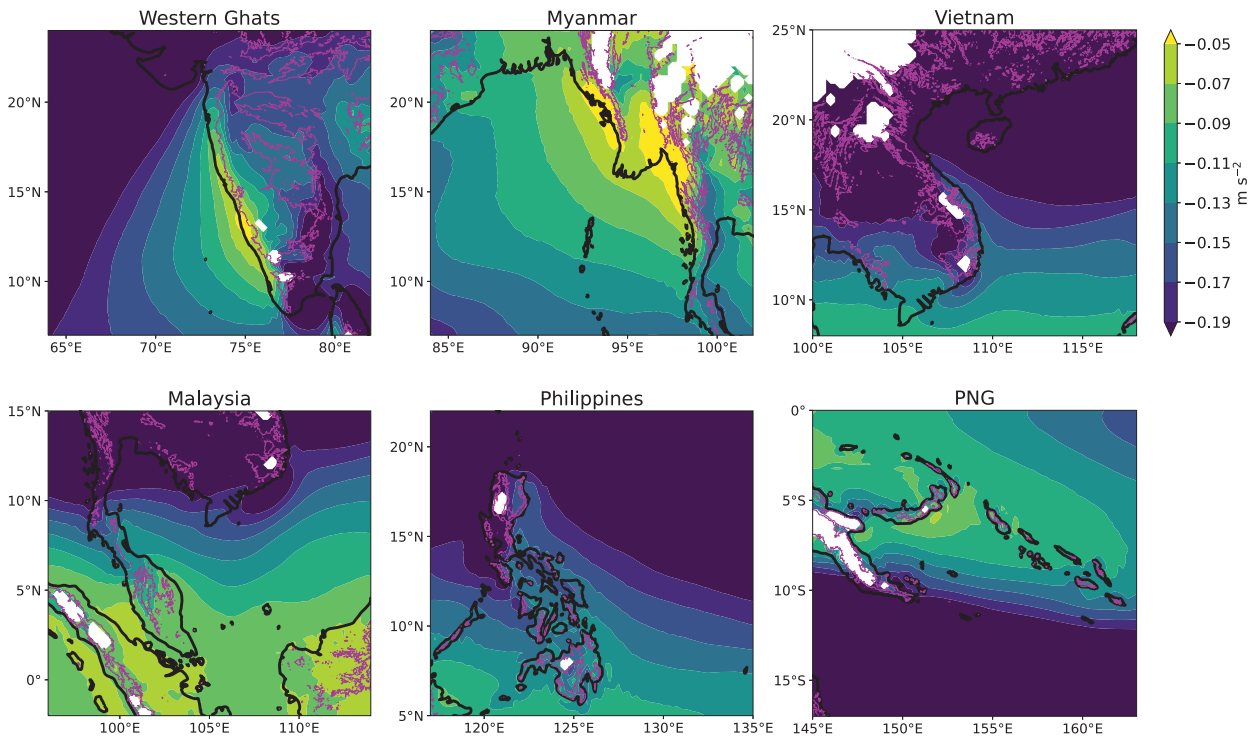 Western Ghats
Myanmar
Vietnam
20°N
15°N
10°N
65°E
70°E
75°E
80°E
20°N
15°N
10°N
85°E
90°E
95°E
100°E
25°N
20°N
15°N
10°N
100°E
105°E
110°E
115°E
−0.05
−0.07
−0.09
−0.11
−0.13
−0.15
−0.17
−0.19
m s⁻²
Malaysia
Philippines
PNG
15°N
10°N
5°N
0°
100°E
105°E
110°E
20°N
15°N
10°N
5°N
120°E
125°E
130°E
135°E
0°
5°S
10°S
15°S
145°E
150°E
155°E
160°E